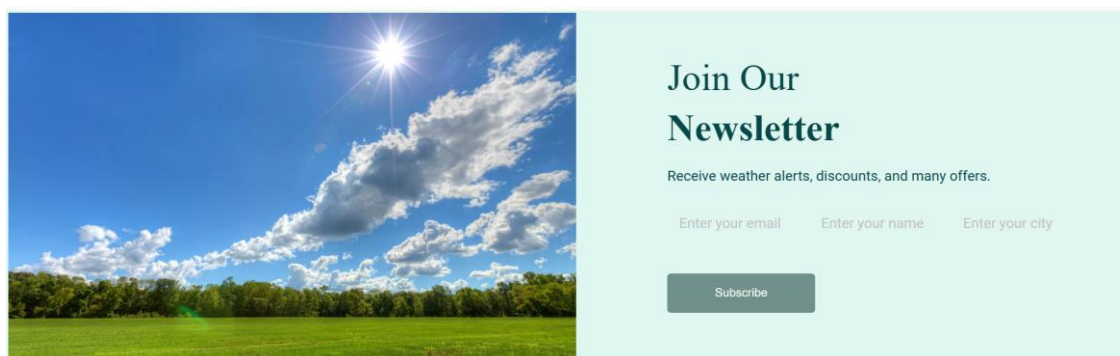 Join Our
Newsletter
Receive weather alerts, discounts, and many offers.
Enter your email Enter your name Enter your city
Subscribe